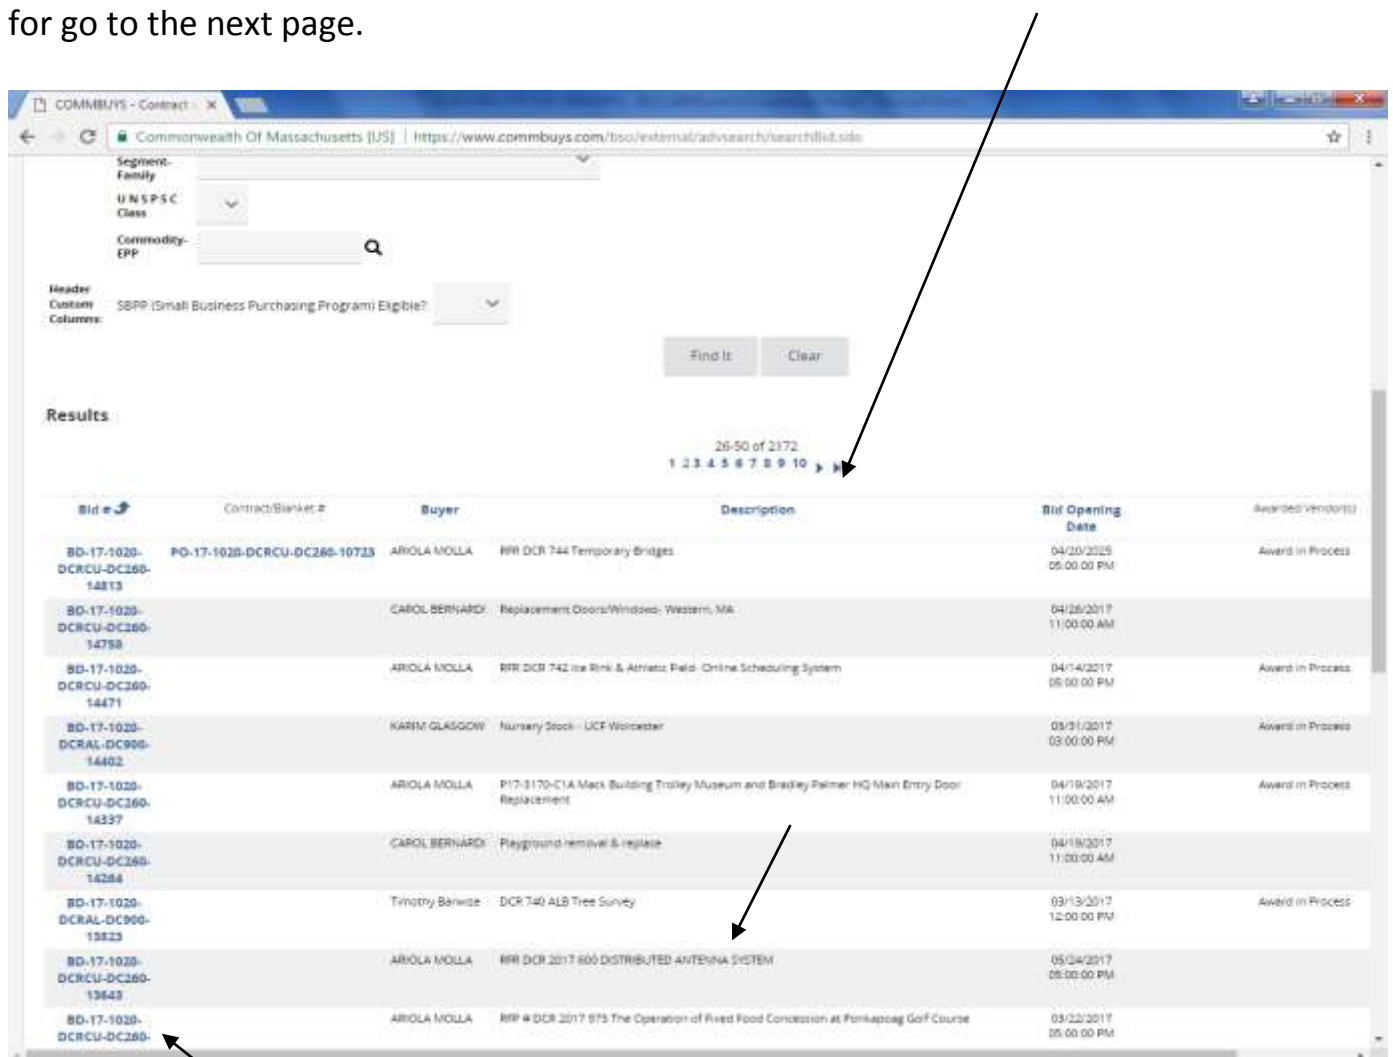 for go to the next page.
COMMBUYS - Contract
Commonwealth Of Massachusetts [US] | https://www.commbuys.com/bso/external/advsearch/searchBid.sdo
Segment-
Family
U N S P S C
Class
Commodity-
EPP
Header
Custom
Columns:
SBPP (Small Business Purchasing Program) Eligible?:
Find It Clear
Results
26-50 of 2172
1 2 3 4 5 6 7 8 9 10
Bid # Contract/Blanket # Buyer Description Bid Opening Date Awarded Vendor(s)
BD-17-1020- PO-17-1020-DCRCU-DC260-10723 ARIOLA MOLLA RFR DCR 744 Temporary Bridges 04/20/2025 Award in Process
DCRCU-DC260- 05:00:00 PM
14813
BD-17-1020- CAROL BERNARDI Replacement Doors/Windows- Western, MA 04/26/2017
DCRCU-DC260- 11:00:00 AM
14758
BD-17-1020- ARIOLA MOLLA RFR DCR 742 Ice Rink & Athletic Field- Online Scheduling System 04/14/2017 Award in Process
DCRCU-DC260- 05:00:00 PM
14471
BD-17-1020- KARIM GLASGOW Nursery Stock - UCF Worcester 03/31/2017 Award in Process
DCRAL-DC900- 03:00:00 PM
14402
BD-17-1020- ARIOLA MOLLA P17-3170-C1A Mack Building Trolley Museum and Bradley Palmer HQ Main Entry Door 04/19/2017 Award in Process
DCRCU-DC260- Replacement 11:00:00 AM
14337
BD-17-1020- CAROL BERNARDI Playground removal & replace 04/19/2017
DCRCU-DC260- 11:00:00 AM
14264
BD-17-1020- Timothy Barwise DCR 740 ALB Tree Survey 03/13/2017 Award in Process
DCRAL-DC900- 12:00:00 PM
13823
BD-17-1020- ARIOLA MOLLA RFR DCR 2017 600 DISTRIBUTED ANTENNA SYSTEM 05/24/2017
DCRCU-DC260- 05:00:00 PM
13643
BD-17-1020- ARIOLA MOLLA RFP # DCR 2017 975 The Operation of Fixed Food Concession at Ponkapoag Golf Course 03/22/2017
DCRCU-DC260- 05:00:00 PM